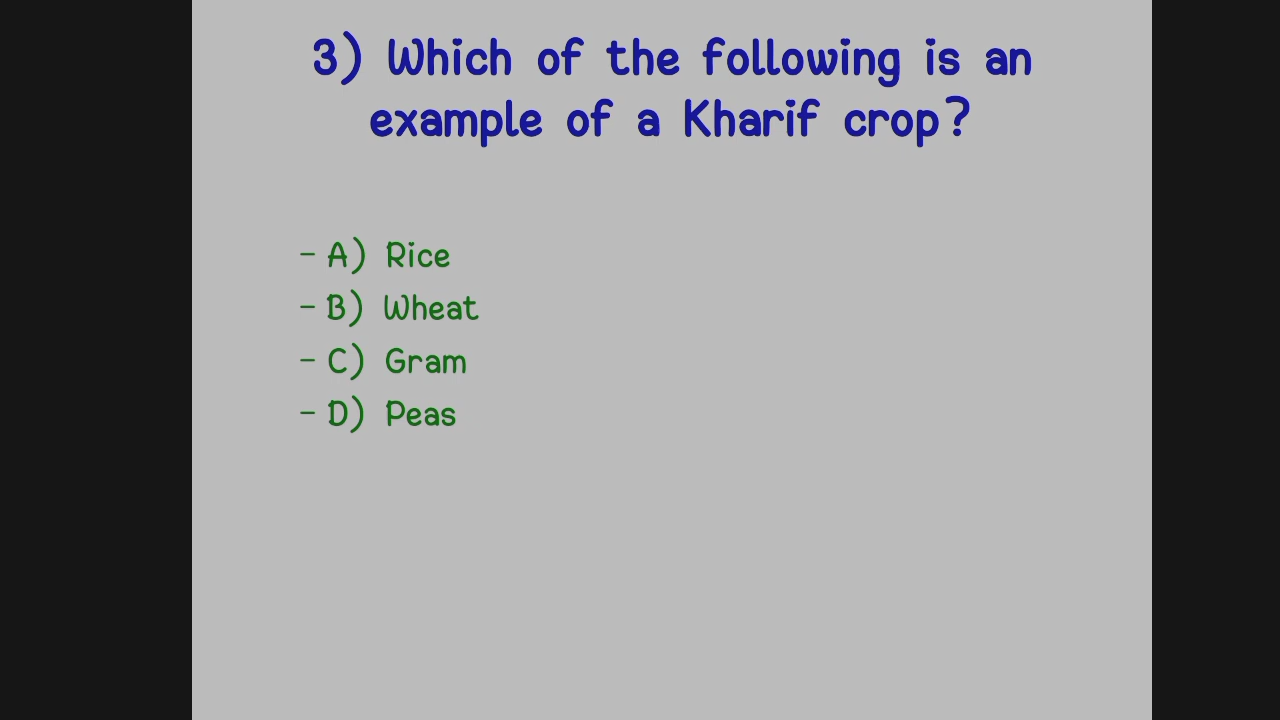 3) Which of the following is an
example of a Kharif crop?
- A) Rice
- B) Wheat
- C) Gram
- D) Peas